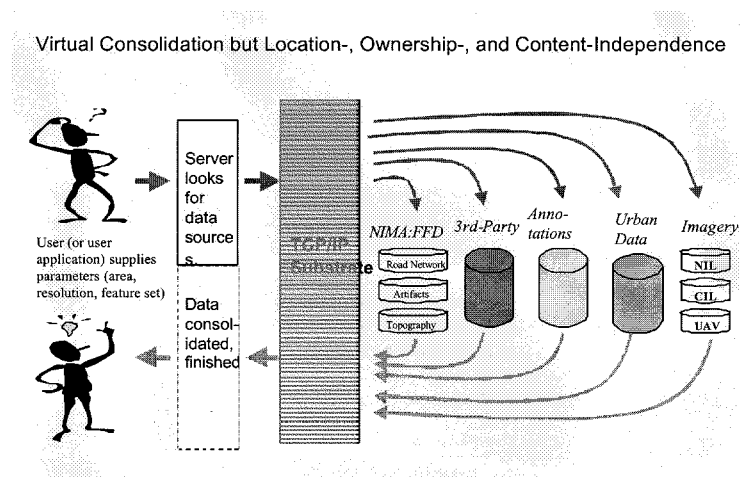 Virtual Consolidation but Location-, Ownership-, and Content-Independence
Server
looks
for
data
source
s.
User (or user
application) supplies
parameters (area,
resolution, feature set)
TCP/IP
Substrate
NIMA:FFD
Road Network
Artifacts
Topography
3rd-Party
Anno-
tations
Urban
Data
Imagery
NIL
CIL
UAV
Data
consol-
idated,
finished